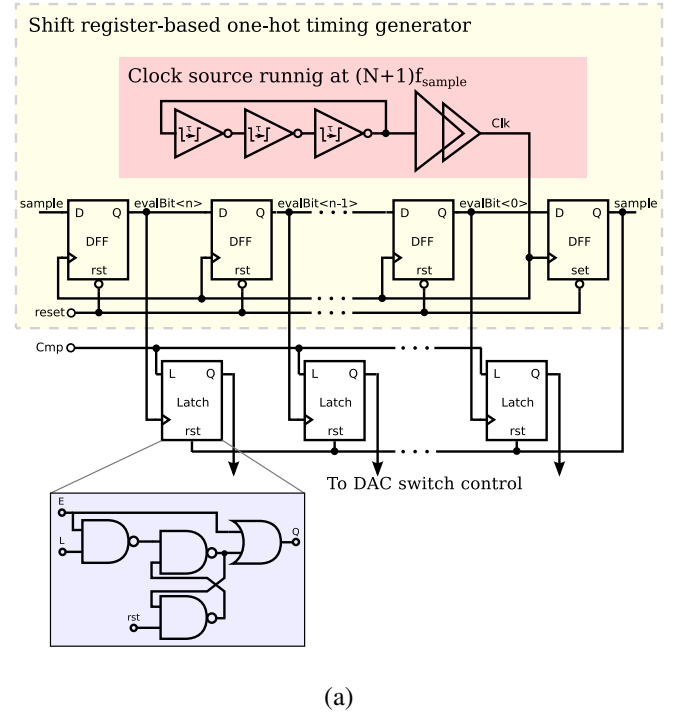 Shift register-based one-hot timing generator
Clock source runnig at (N+1)f_sample
τ τ τ
Clk
sample evalBit<n> evalBit<n-1> evalBit<0> sample
D Q D Q D Q D Q
DFF DFF DFF DFF
rst rst rst set
reset
Cmp
L Q L Q L Q
Latch Latch Latch
rst rst rst
To DAC switch control
E
L
Q
rst
(a)